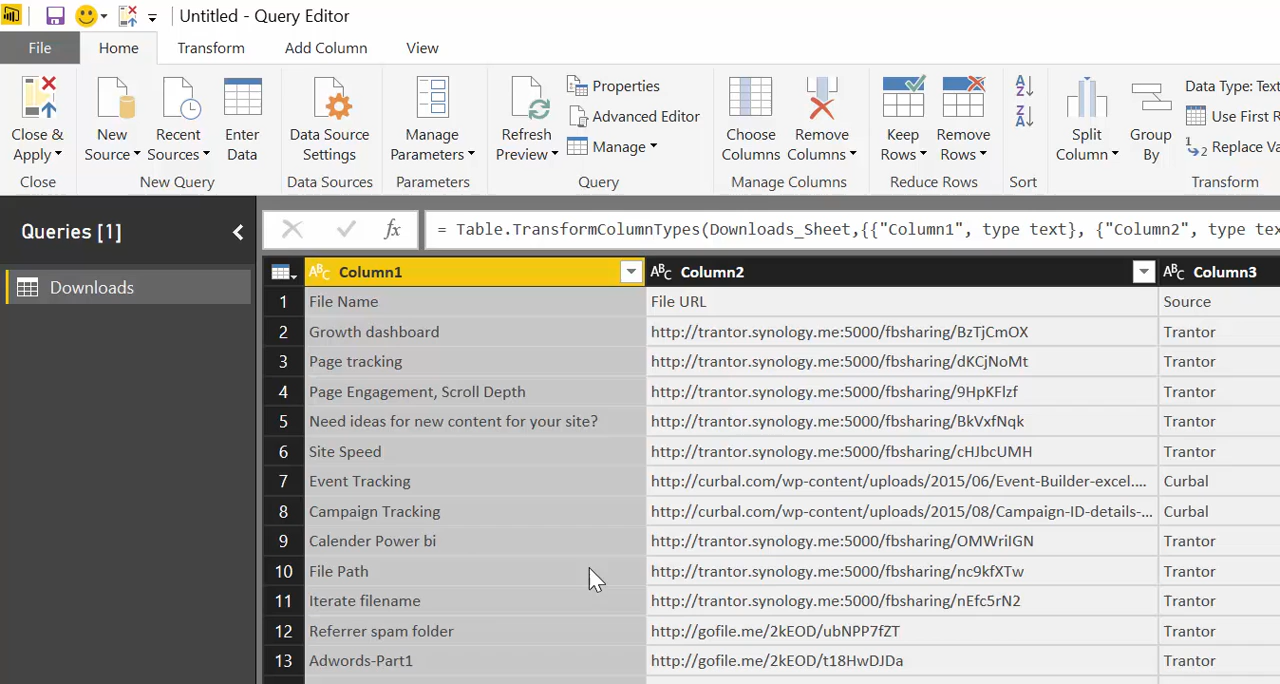 Untitled - Query Editor
File Home Transform Add Column View
Close & Apply
New Source
Recent Sources
Enter Data
Data Source Settings
Manage Parameters
Refresh Preview
Properties
Advanced Editor
Manage
Choose Columns
Remove Columns
Keep Rows
Remove Rows
Split Column
Group By
Data Type: Text
Use First R
Replace Va
Close New Query Data Sources Parameters Query Manage Columns Reduce Rows Sort Transform
Queries [1]
fx = Table.TransformColumnTypes(Downloads_Sheet,{{"Column1", type text}, {"Column2", type tex
Downloads
ABC Column1 ABC Column2 ABC Column3
1 File Name File URL Source
2 Growth dashboard http://trantor.synology.me:5000/fbsharing/BzTjCmOX Trantor
3 Page tracking http://trantor.synology.me:5000/fbsharing/dKCjNoMt Trantor
4 Page Engagement, Scroll Depth http://trantor.synology.me:5000/fbsharing/9HpKFlzf Trantor
5 Need ideas for new content for your site? http://trantor.synology.me:5000/fbsharing/BkVxfNqk Trantor
6 Site Speed http://trantor.synology.me:5000/fbsharing/cHJbcUMH Trantor
7 Event Tracking http://curbal.com/wp-content/uploads/2015/06/Event-Builder-excel.... Curbal
8 Campaign Tracking http://curbal.com/wp-content/uploads/2015/08/Campaign-ID-details-... Curbal
9 Calender Power bi http://trantor.synology.me:5000/fbsharing/OMWriIGN Trantor
10 File Path http://trantor.synology.me:5000/fbsharing/nc9kfXTw Trantor
11 Iterate filename http://trantor.synology.me:5000/fbsharing/nEfc5rN2 Trantor
12 Referrer spam folder http://gofile.me/2kEOD/ubNPP7fZT Trantor
13 Adwords-Part1 http://gofile.me/2kEOD/t18HwDJDa Trantor